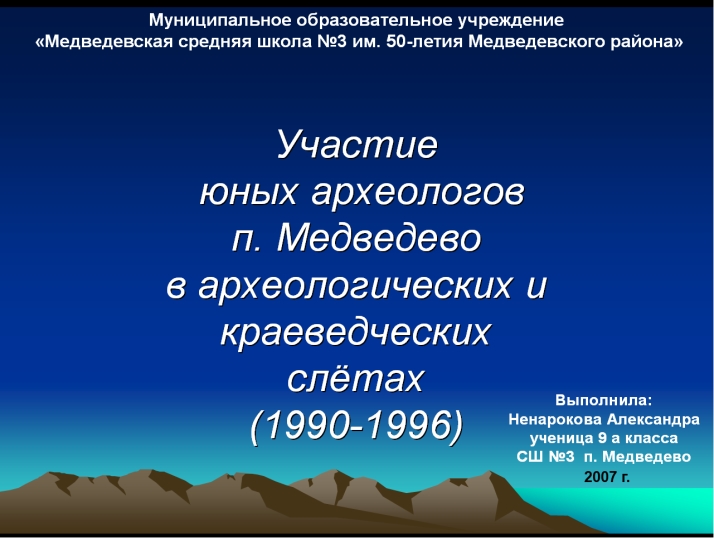 Муниципальное образовательное учреждение
«Медведевская средняя школа №3 им. 50-летия Медведевского района»
Участие
юных археологов
п. Медведево
в археологических и
краеведческих
слётах
(1990-1996)
Выполнила:
Ненарокова Александра
ученица 9 а класса
СШ №3 п. Медведево
2007 г.